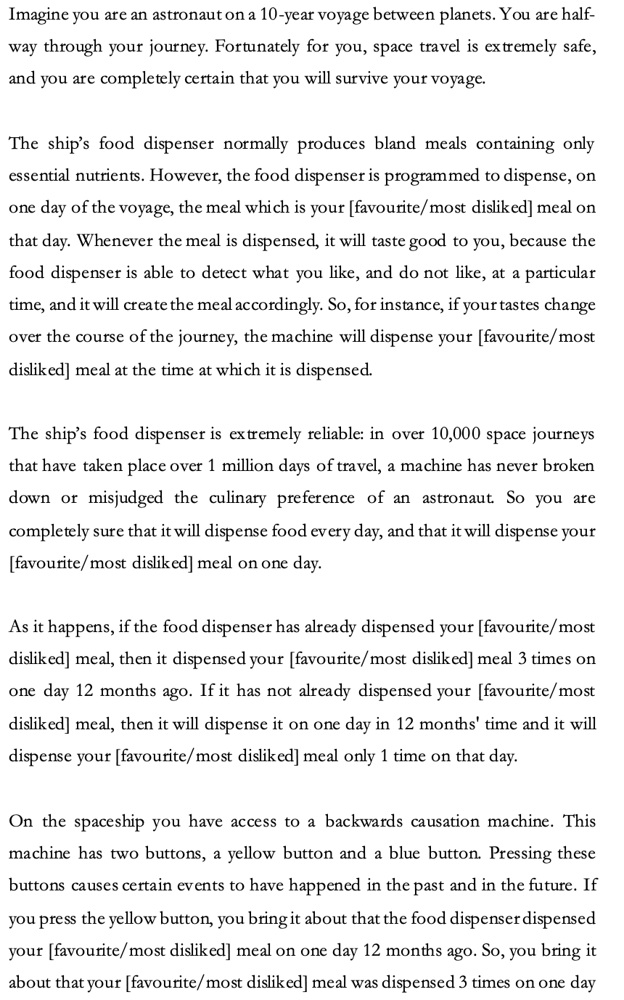 Imagine you are an astronaut on a 10-year voyage between planets. You are half-
way through your journey. Fortunately for you, space travel is extremely safe,
and you are completely certain that you will survive your voyage.
The ship's food dispenser normally produces bland meals containing only
essential nutrients. However, the food dispenser is programmed to dispense, on
one day of the voyage, the meal which is your [favourite/most disliked] meal on
that day. Whenever the meal is dispensed, it will taste good to you, because the
food dispenser is able to detect what you like, and do not like, at a particular
time, and it will create the meal accordingly. So, for instance, if your tastes change
over the course of the journey, the machine will dispense your [favourite/most
disliked] meal at the time at which it is dispensed.
The ship's food dispenser is extremely reliable: in over 10,000 space journeys
that have taken place over 1 million days of travel, a machine has never broken
down or misjudged the culinary preference of an astronaut. So you are
completely sure that it will dispense food every day, and that it will dispense your
[favourite/most disliked] meal on one day.
As it happens, if the food dispenser has already dispensed your [favourite/most
disliked] meal, then it dispensed your [favourite/most disliked] meal 3 times on
one day 12 months ago. If it has not already dispensed your [favourite/most
disliked] meal, then it will dispense it on one day in 12 months' time and it will
dispense your [favourite/most disliked] meal only 1 time on that day.
On the spaceship you have access to a backwards causation machine. This
machine has two buttons, a yellow button and a blue button. Pressing these
buttons causes certain events to have happened in the past and in the future. If
you press the yellow button, you bring it about that the food dispenser dispensed
your [favourite/most disliked] meal on one day 12 months ago. So, you bring it
about that your [favourite/most disliked] meal was dispensed 3 times on one day